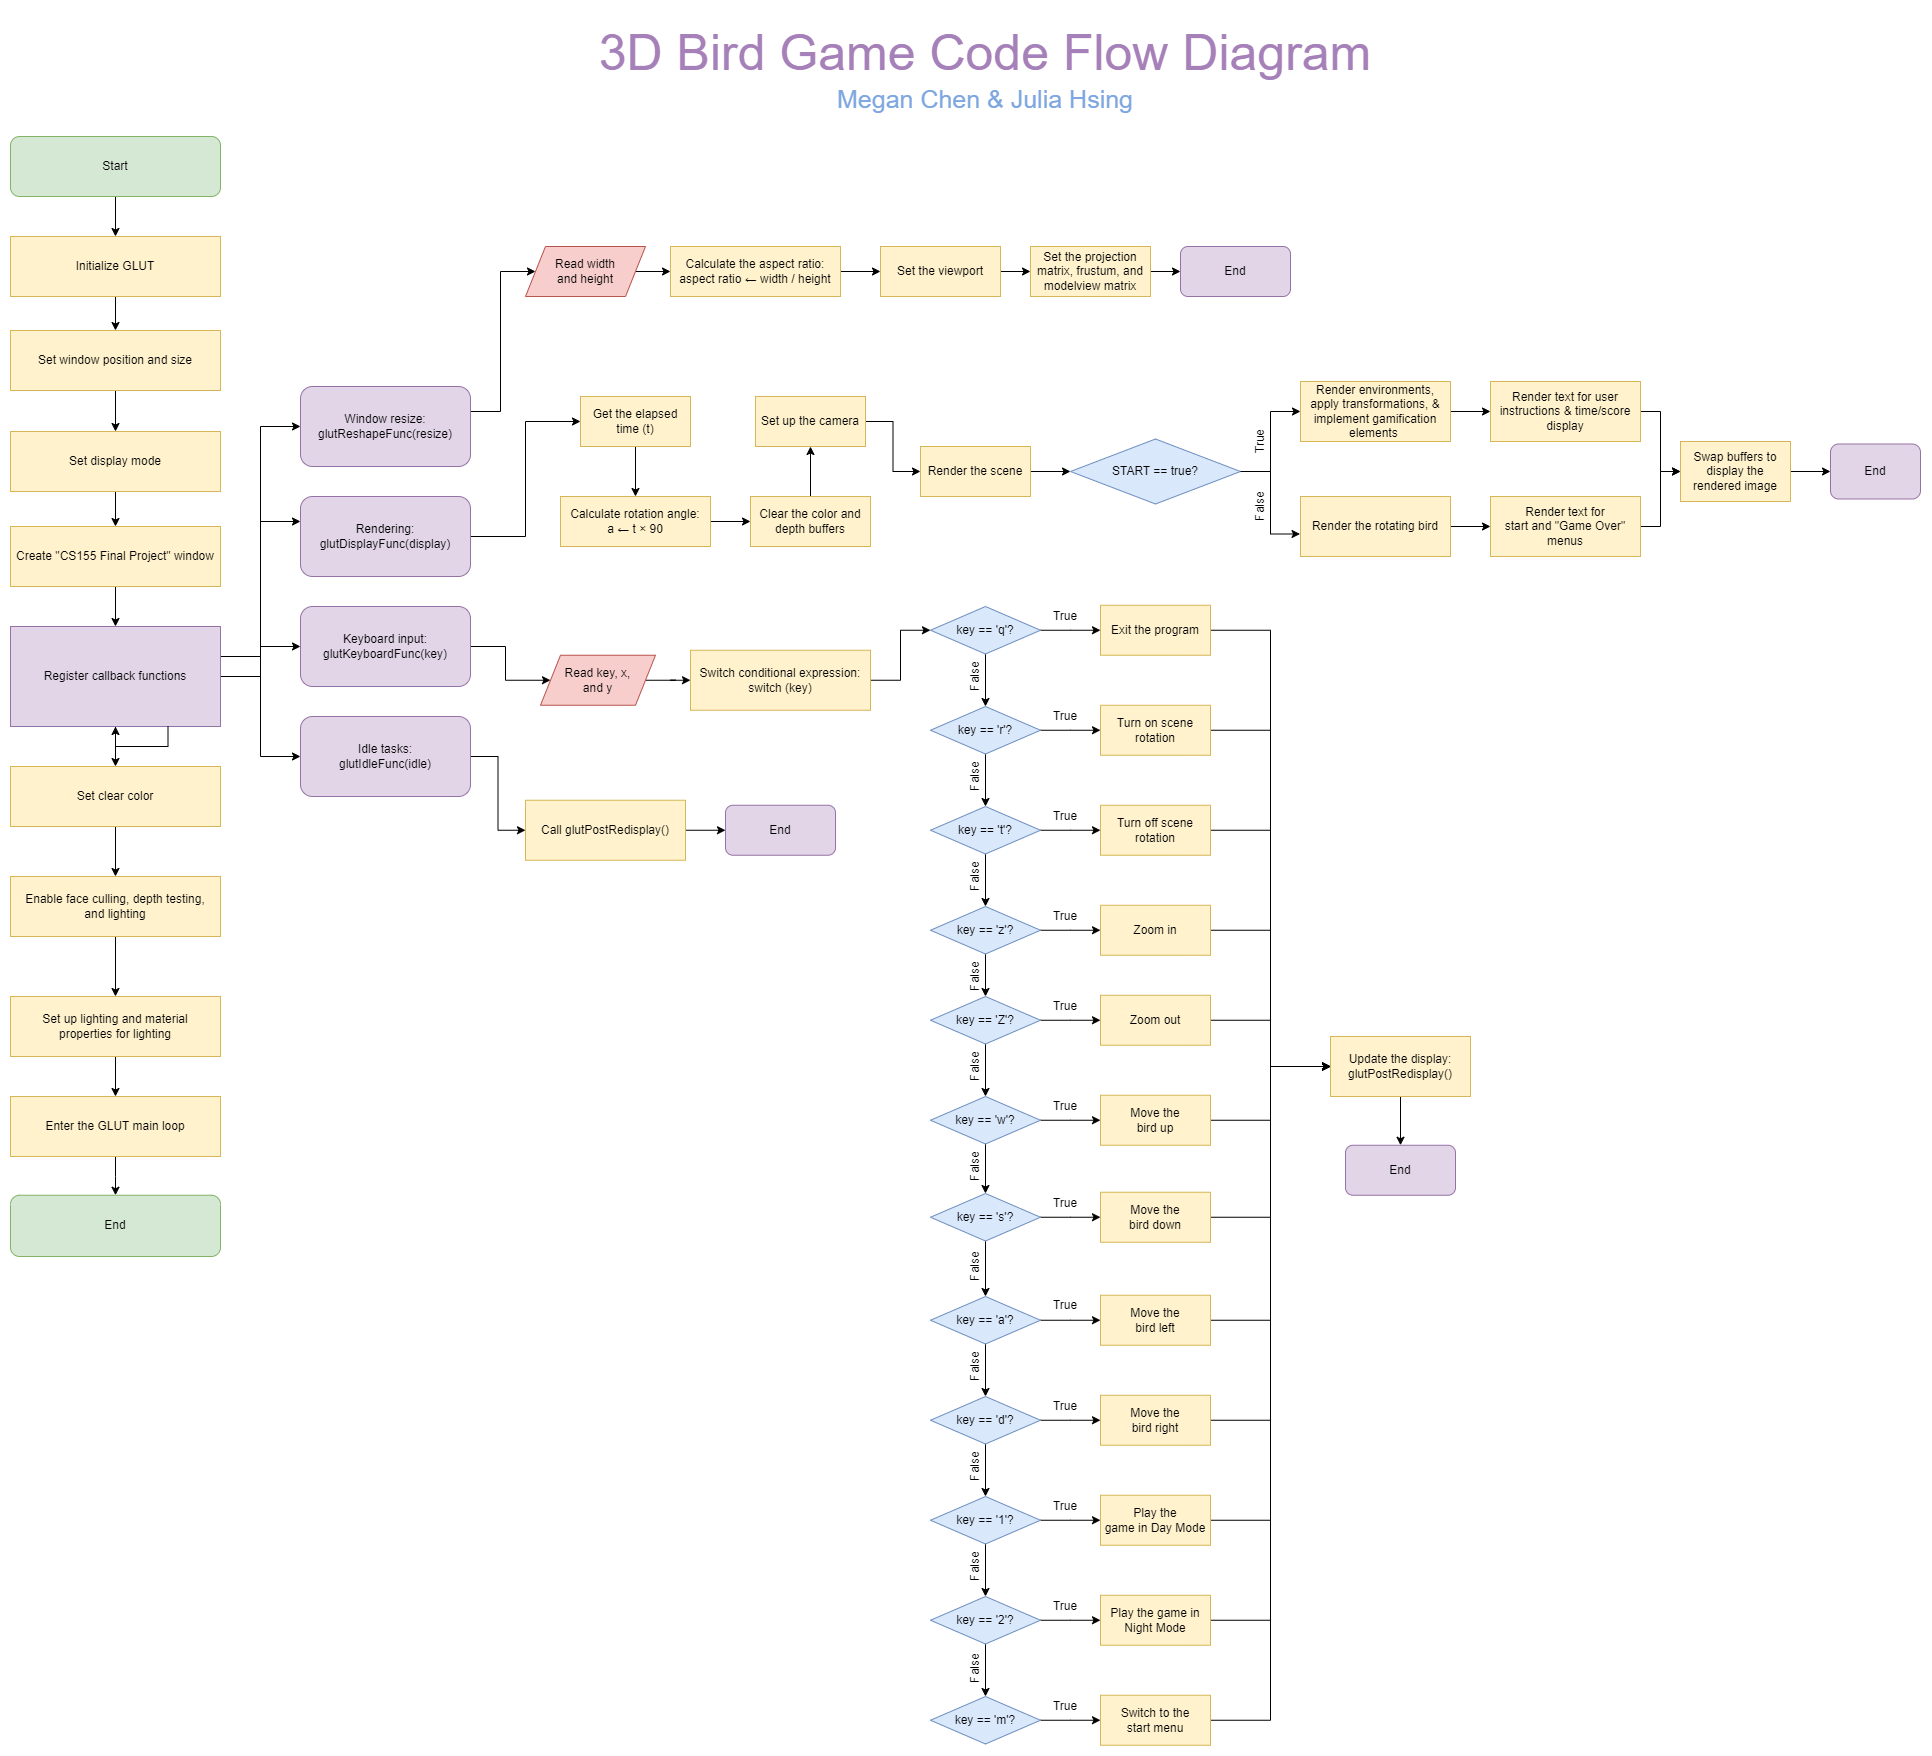 3D Bird Game Code Flow Diagram
Megan Chen & Julia Hsing
Start
Initialize GLUT
Set window position and size
Set display mode
Create "CS155 Final Project" window
Register callback functions
Set clear color
Enable face culling, depth testing,
and lighting
Set up lighting and material
properties for lighting
Enter the GLUT main loop
End
Window resize:
glutReshapeFunc(resize)
Read width
and height
Calculate the aspect ratio:
aspect ratio ← width / height
Set the viewport
Set the projection
matrix, frustum, and
modelview matrix
End
Rendering:
glutDisplayFunc(display)
Get the elapsed
time (t)
Calculate rotation angle:
a ← t × 90
Clear the color and
depth buffers
Set up the camera
Render the scene
START == true?
True
Render environments,
apply transformations, &
implement gamification
elements
Render text for user
instructions & time/score
display
False
Render the rotating bird
Render text for
start and "Game Over"
menus
Swap buffers to
display the
rendered image
End
Keyboard input:
glutKeyboardFunc(key)
Read key, x,
and y
Switch conditional expression:
switch (key)
key == 'q'?
True
Exit the program
False
key == 'r'?
True
Turn on scene
rotation
False
key == 't'?
True
Turn off scene
rotation
False
key == 'z'?
True
Zoom in
False
key == 'Z'?
True
Zoom out
False
key == 'w'?
True
Move the
bird up
False
key == 's'?
True
Move the
bird down
False
key == 'a'?
True
Move the
bird left
False
key == 'd'?
True
Move the
bird right
False
key == '1'?
True
Play the
game in Day Mode
False
key == '2'?
True
Play the game in
Night Mode
False
key == 'm'?
True
Switch to the
start menu
Update the display:
glutPostRedisplay()
End
Idle tasks:
glutIdleFunc(idle)
Call glutPostRedisplay()
End